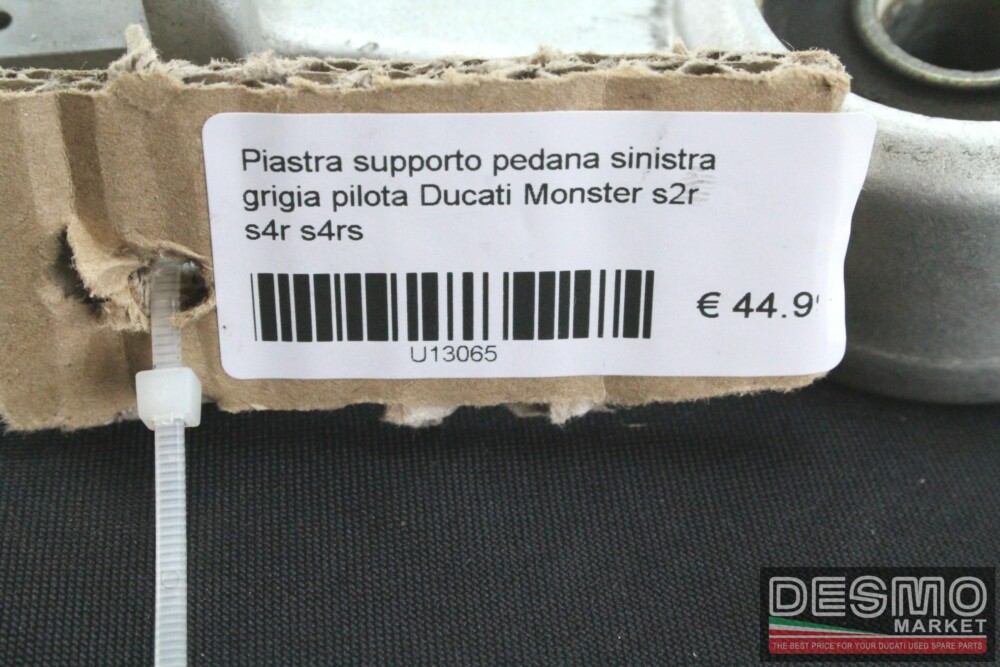 Piastra supporto pedana sinistra
grigia pilota Ducati Monster s2r
s4r s4rs
€ 44.9
U13065
DESMO
MARKET
THE BEST PRICE FOR YOUR DUCATI USED SPARE PARTS